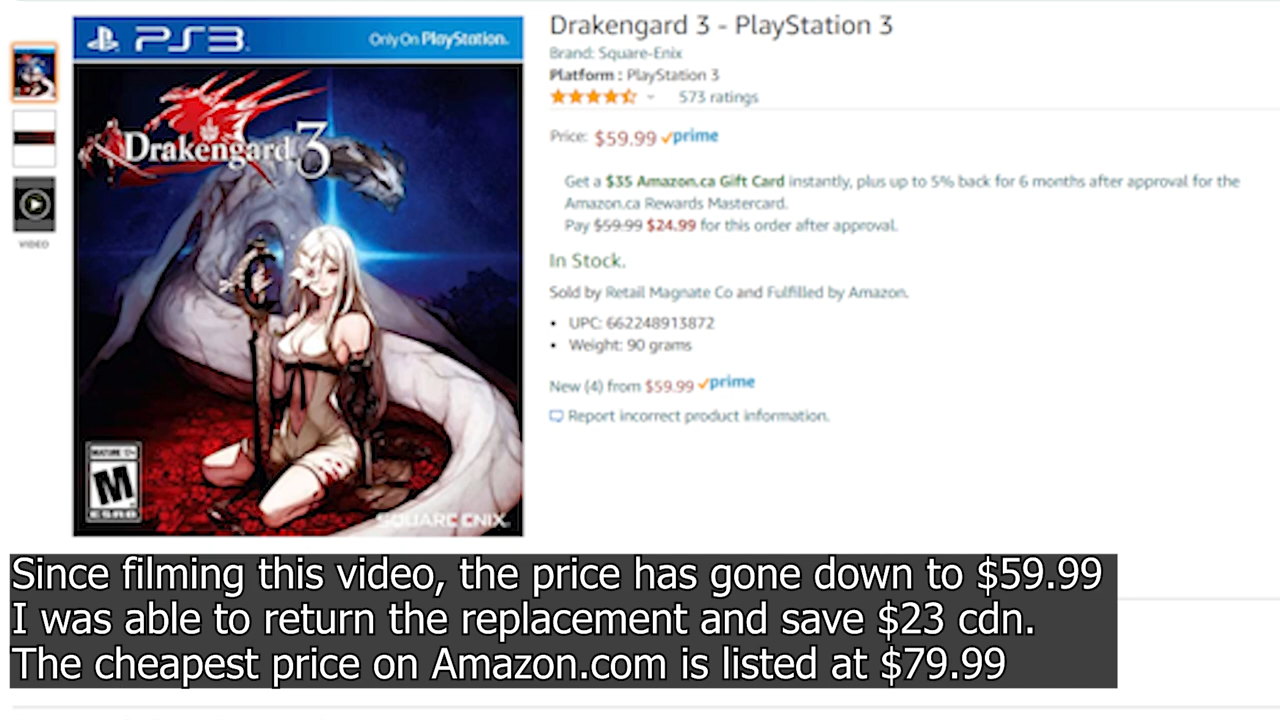 PS3
Only On PlayStation.
Drakengard 3
MATURE 17+
M
ESRB
SQUARE ENIX
VIDEO
Drakengard 3 - PlayStation 3
Brand: Square-Enix
Platform : PlayStation 3
573 ratings
Price: $59.99 prime
Get a $35 Amazon.ca Gift Card instantly, plus up to 5% back for 6 months after approval for the
Amazon.ca Rewards Mastercard.
Pay $59.99 $24.99 for this order after approval.
In Stock.
Sold by Retail Magnate Co and Fulfilled by Amazon.
• UPC: 662248913872
• Weight: 90 grams
New (4) from $59.99 prime
Report incorrect product information.
Since filming this video, the price has gone down to $59.99
I was able to return the replacement and save $23 cdn.
The cheapest price on Amazon.com is listed at $79.99